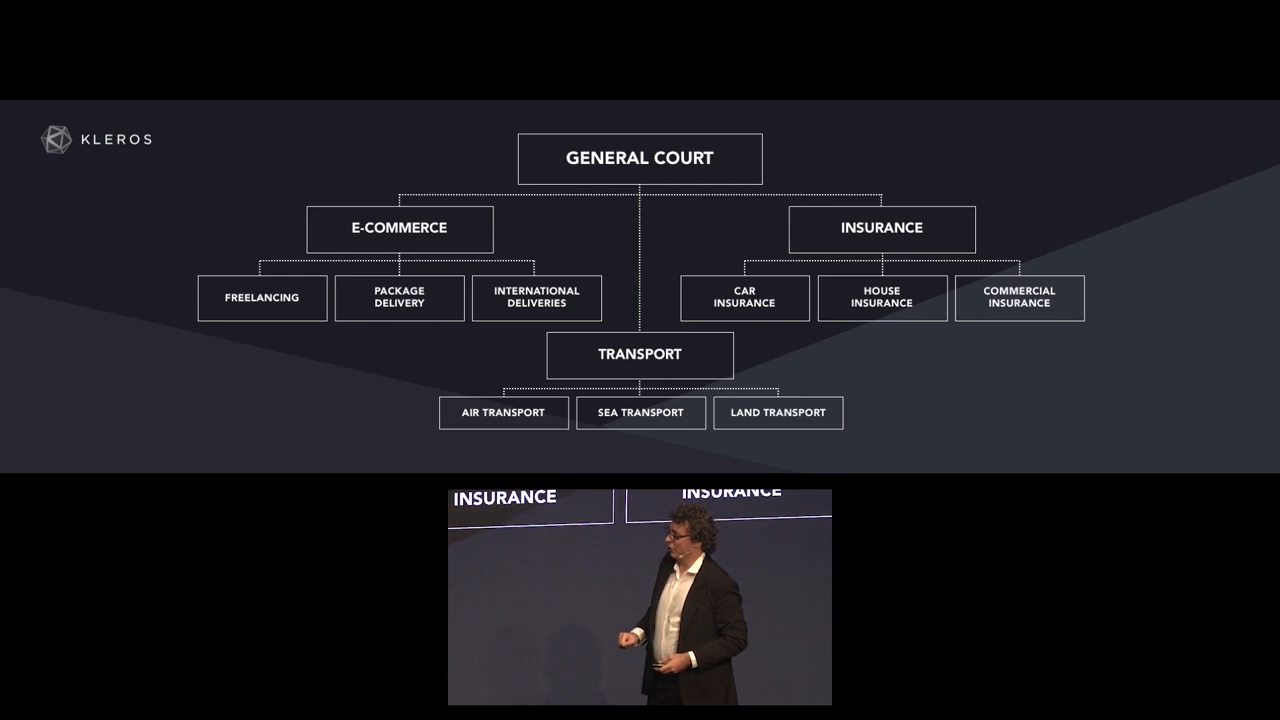 KLEROS
GENERAL COURT
E-COMMERCE
INSURANCE
FREELANCING
PACKAGE
DELIVERY
INTERNATIONAL
DELIVERIES
CAR
INSURANCE
HOUSE
INSURANCE
COMMERCIAL
INSURANCE
TRANSPORT
AIR TRANSPORT
SEA TRANSPORT
LAND TRANSPORT
INSURANCE
INSURANCE